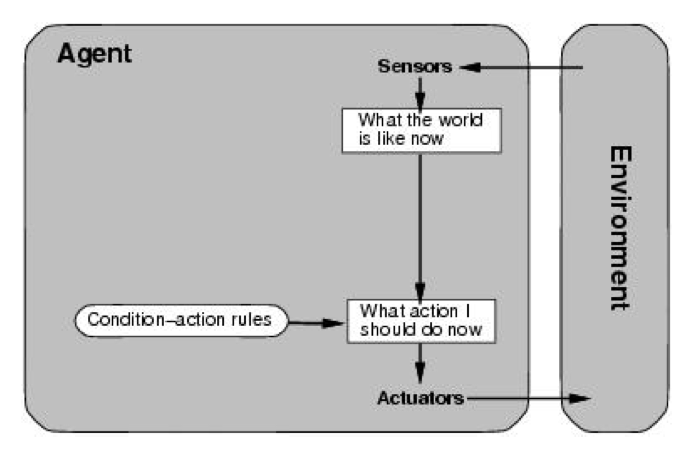 Agent
Sensors
What the world
is like now
Environment
Condition–action rules
What action I
should do now
Actuators